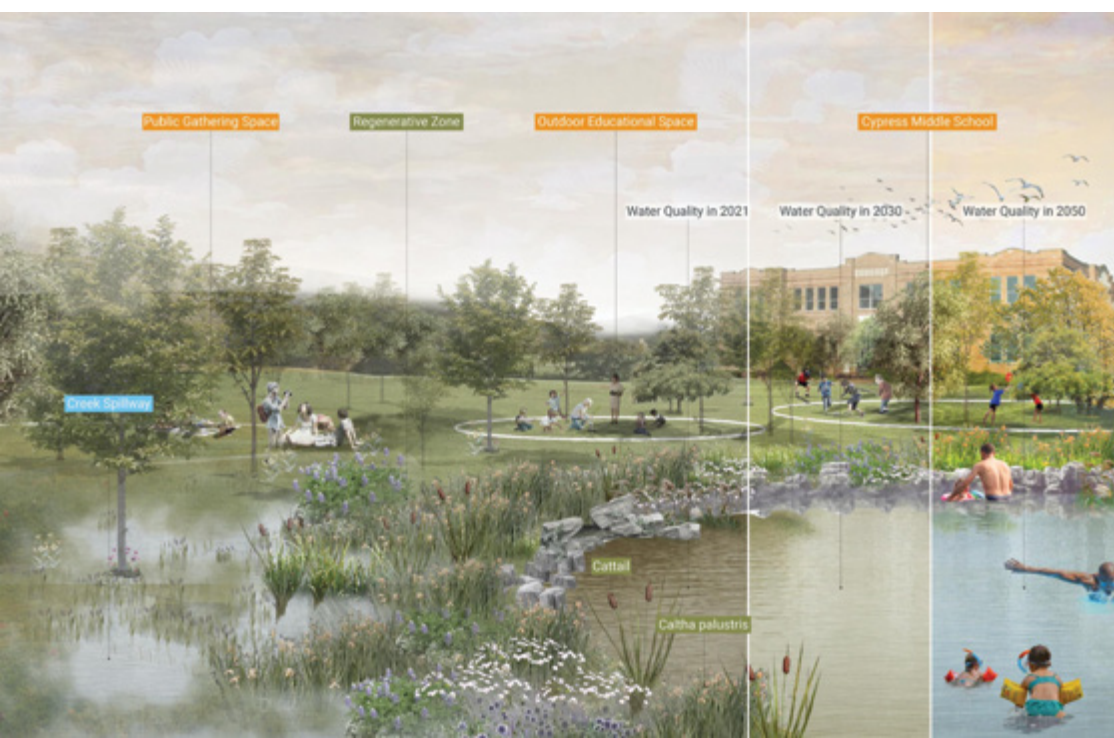 Public Gathering Space
Regenerative Zone
Outdoor Educational Space
Cypress Middle School
Water Quality in 2021
Water Quality in 2030
Water Quality in 2050
Creek Spillway
Cattail
Caltha palustris